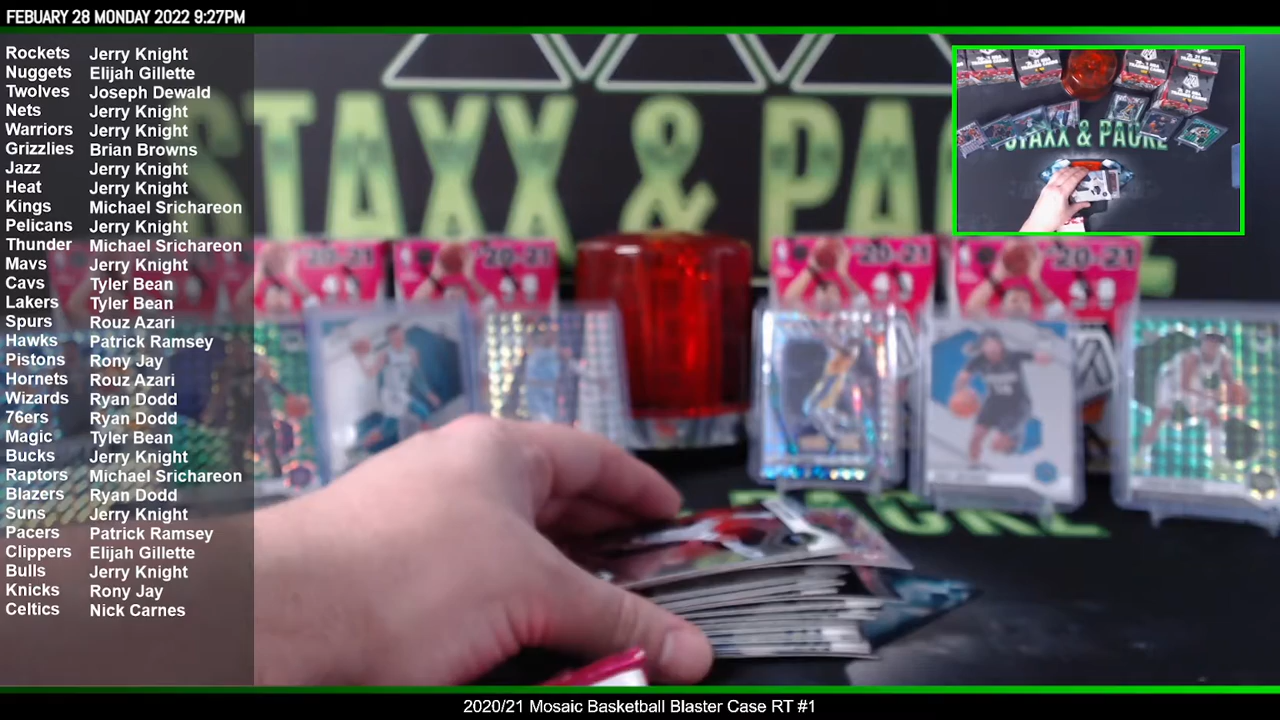 FEBUARY 28 MONDAY 2022 9:27PM
Rockets Jerry Knight
Nuggets Elijah Gillette
Twolves Joseph Dewald
Nets Jerry Knight
Warriors Jerry Knight
Grizzlies Brian Browns
Jazz Jerry Knight
Heat Jerry Knight
Kings Michael Srichareon
Pelicans Jerry Knight
Thunder Michael Srichareon
Mavs Jerry Knight
Cavs Tyler Bean
Lakers Tyler Bean
Spurs Rouz Azari
Hawks Patrick Ramsey
Pistons Rony Jay
Hornets Rouz Azari
Wizards Ryan Dodd
76ers Ryan Dodd
Magic Tyler Bean
Bucks Jerry Knight
Raptors Michael Srichareon
Blazers Ryan Dodd
Suns Jerry Knight
Pacers Patrick Ramsey
Clippers Elijah Gillette
Bulls Jerry Knight
Knicks Rony Jay
Celtics Nick Carnes
STAXX & PA
20-21 20-21 20-21 20-21
STAXX & PACKE
2020/21 Mosaic Basketball Blaster Case RT #1